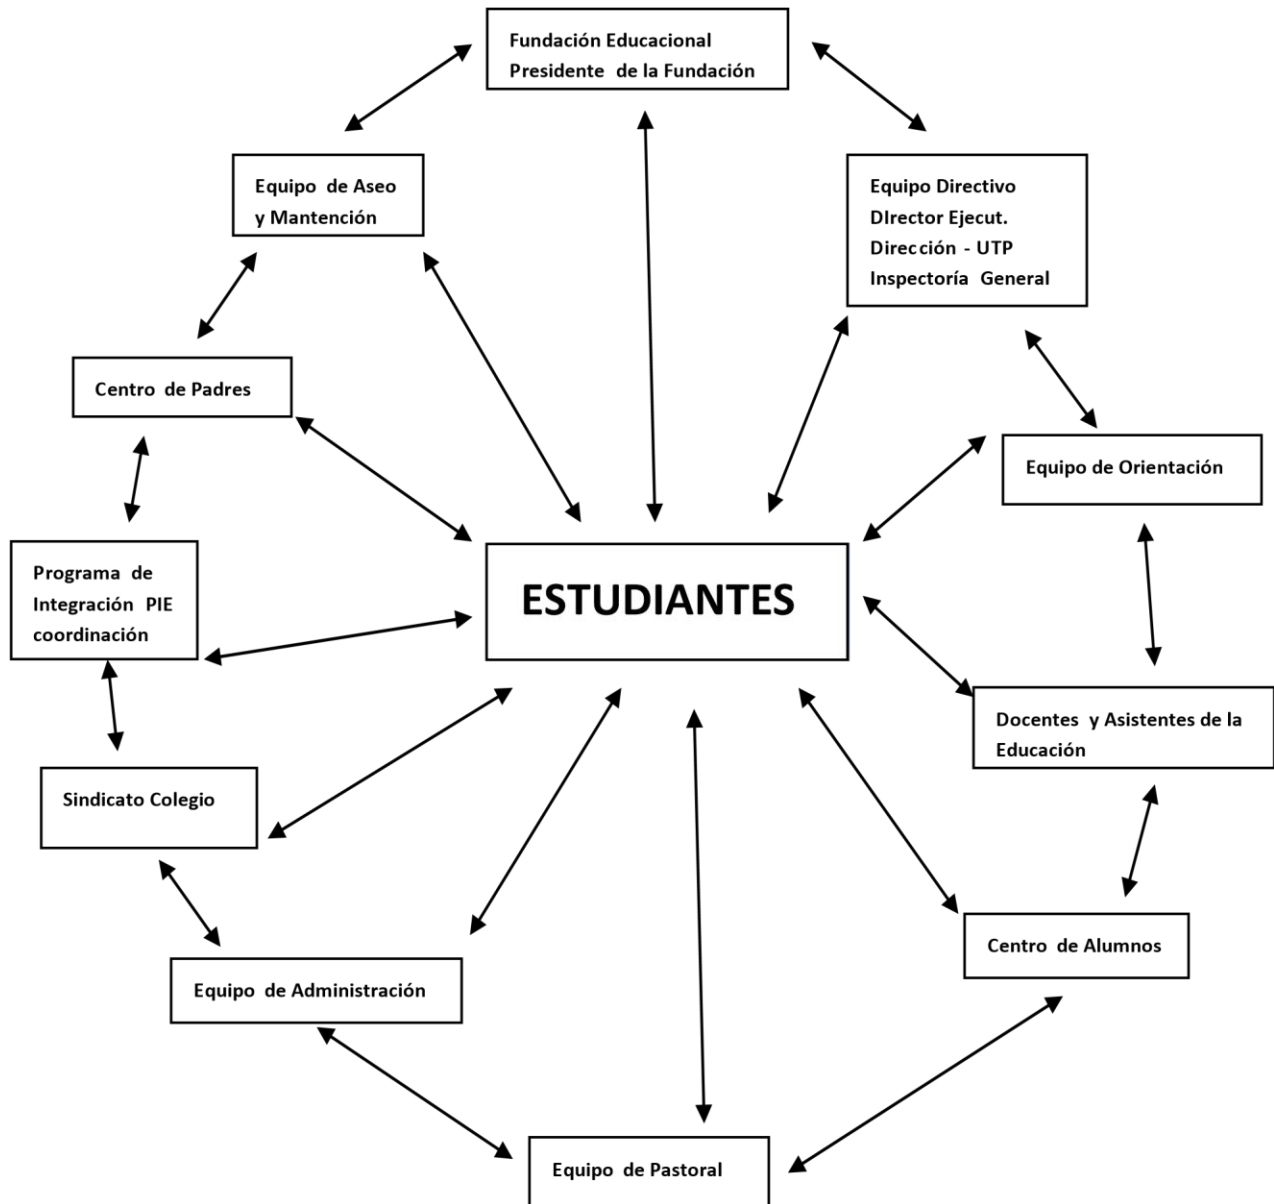 Fundación Educacional
Presidente de la Fundación
Equipo de Aseo
y Mantención
Equipo Directivo
DIrector Ejecut.
Dirección - UTP
Inspectoría General
Centro de Padres
Equipo de Orientación
Programa de
Integración PIE
coordinación
ESTUDIANTES
Docentes y Asistentes de la
Educación
Sindicato Colegio
Centro de Alumnos
Equipo de Administración
Equipo de Pastoral